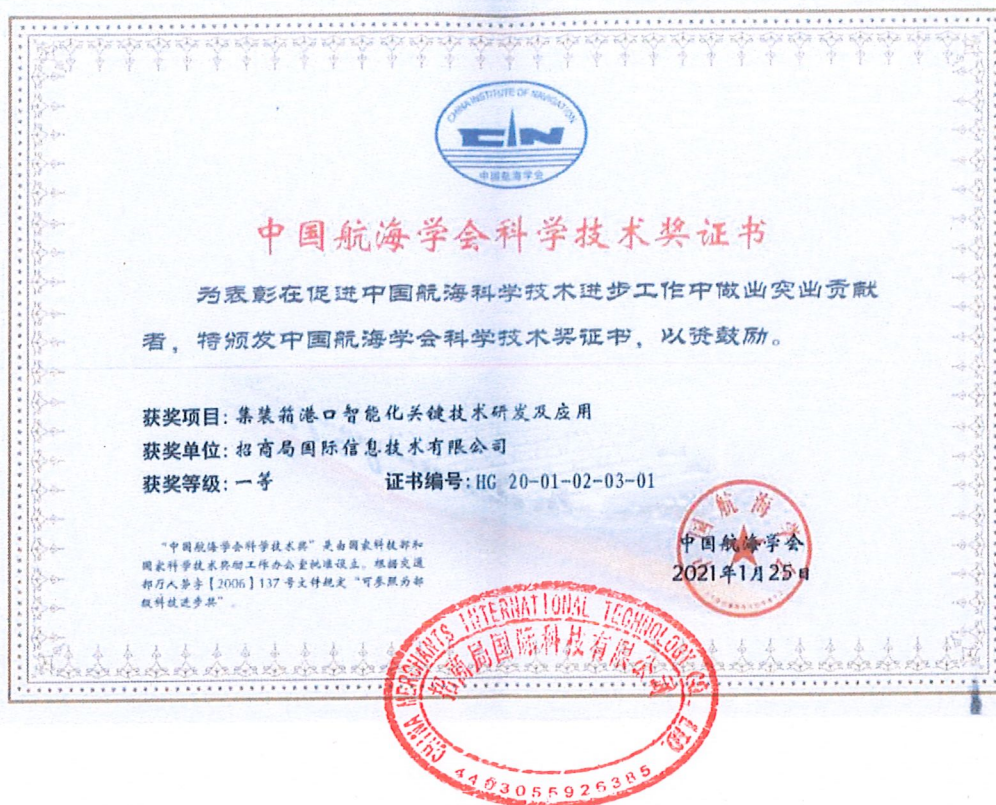 CHINA INSTITUTE OF NAVIGATION
CIN
中国航海学会
中国航海学会科学技术奖证书
为表彰在促进中国航海科学技术进步工作中做出突出贡献
者，特颁发中国航海学会科学技术奖证书，以资鼓励。
获奖项目：集装箱港口智能化关键技术研发及应用
获奖单位：招商局国际信息技术有限公司
获奖等级：一等 证书编号：HG 20-01-02-03-01
“中国航海学会科学技术奖”是由国家科技部和
国家科学技术奖励工作办公室批准设立。根据交通
部厅人劳字【2006】137号文件规定“可参照为部
级科技进步奖”。
中国航海学会
中国航海学会
2021年1月25日
CHINA MERCHANTS INTERNATIONAL TECHNOLOGY CO., LTD.
招商局国际科技有限公司
4403055926385